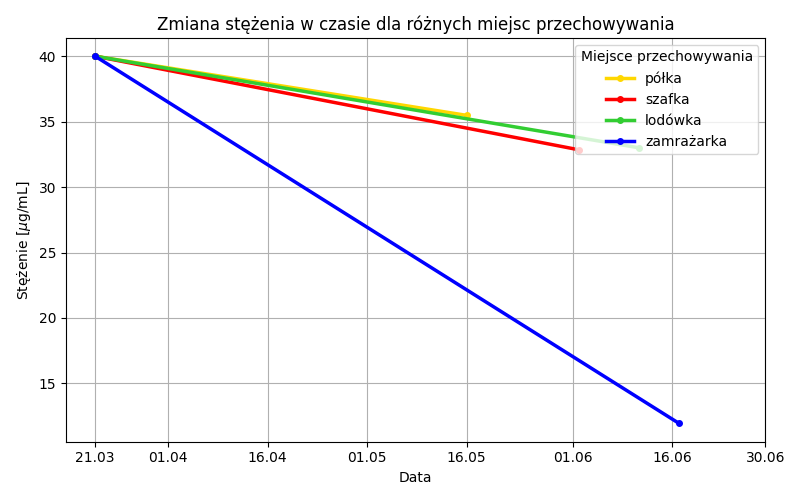 Zmiana stężenia w czasie dla różnych miejsc przechowywania
Stężenie [μg/mL]
40
35
30
25
20
15
Miejsce przechowywania
półka
szafka
lodówka
zamrażarka
21.03 01.04 16.04 01.05 16.05 01.06 16.06 30.06
Data